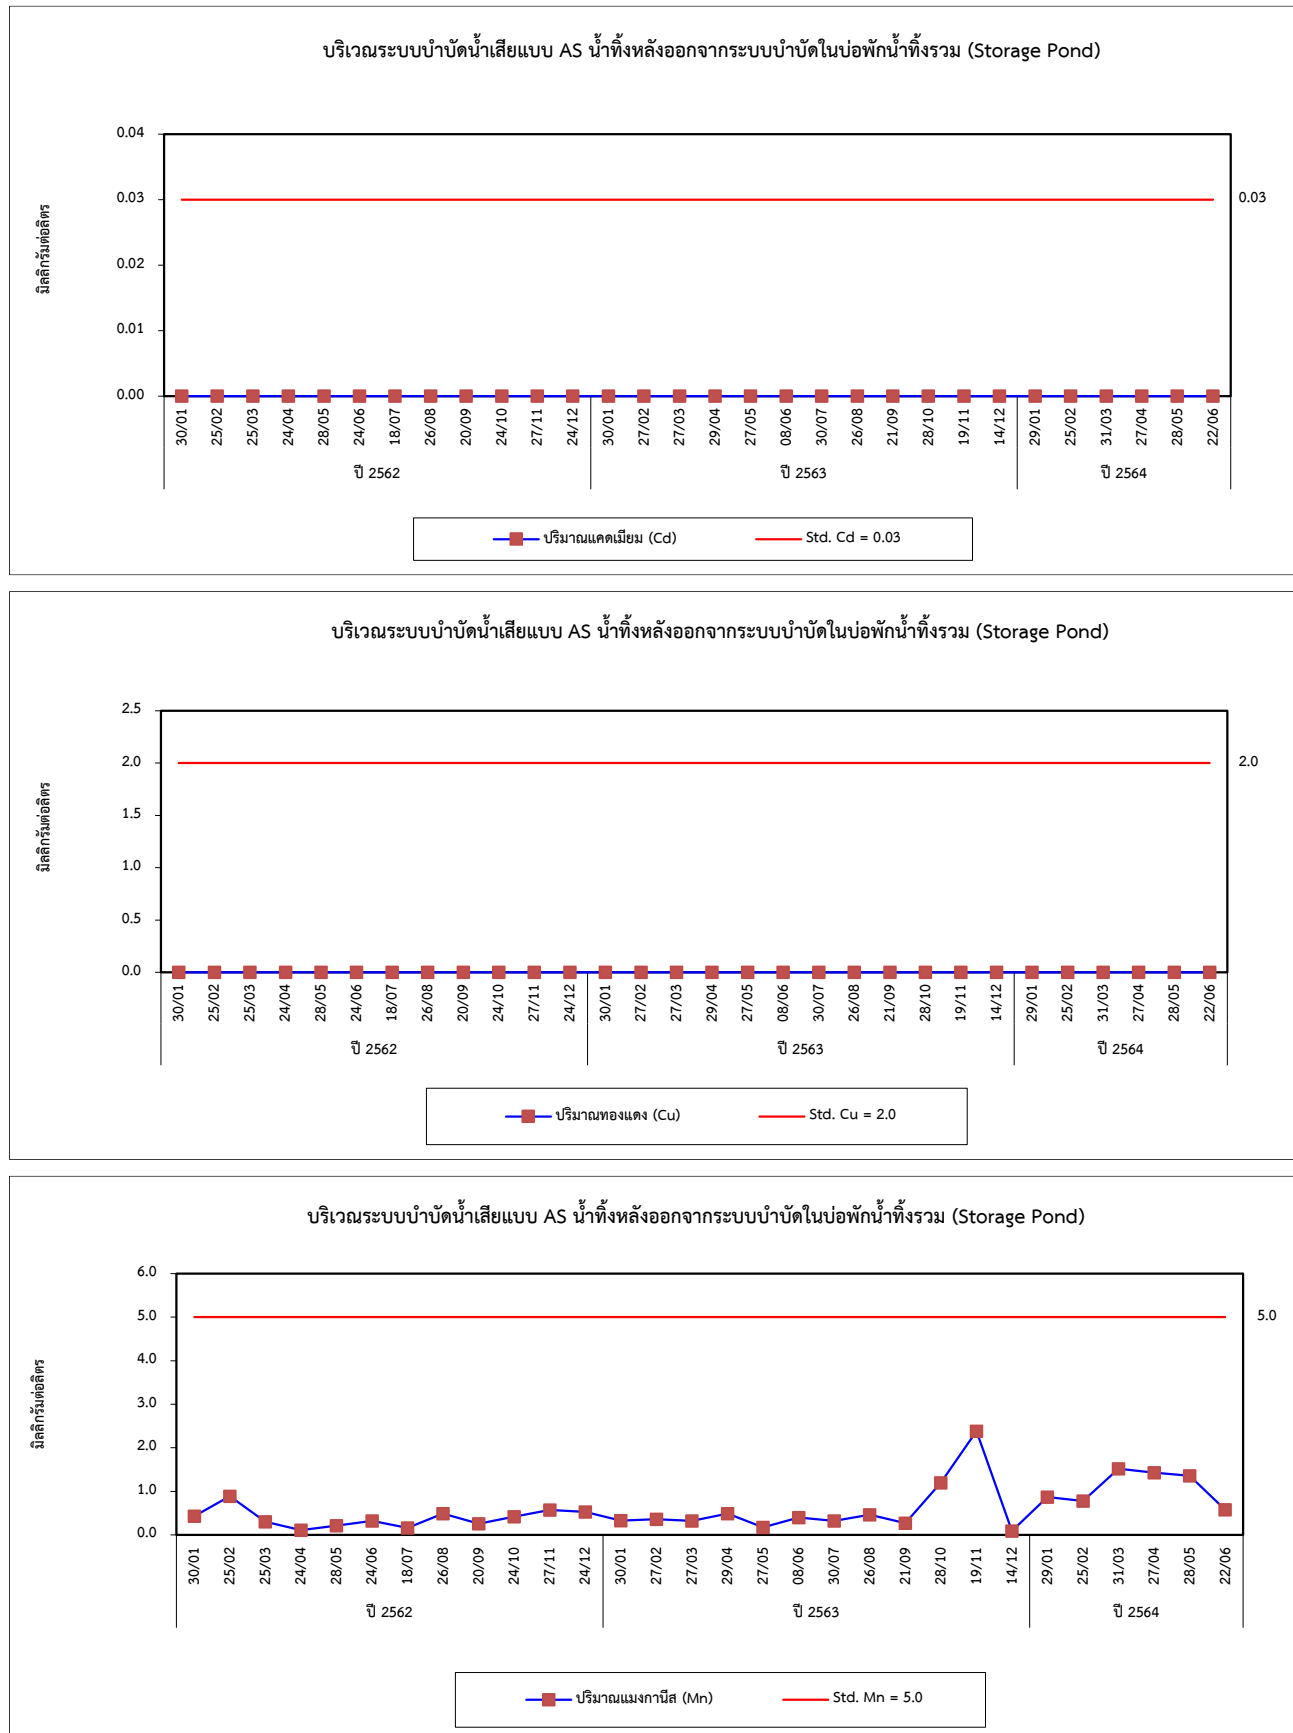 บริเวณระบบบำบัดน้ำเสียแบบ AS น้ำทิ้งหลังออกจากระบบบำบัดในบ่อพักน้ำทิ้งรวม (Storage Pond)
มิลลิกรัมต่อลิตร
0.04
0.03
0.02
0.01
0.00
0.03
30/01 25/02 25/03 24/04 28/05 24/06 18/07 26/08 20/09 24/10 27/11 24/12 30/01 27/02 27/03 29/04 27/05 08/06 30/07 26/08 21/09 28/10 19/11 14/12 29/01 25/02 31/03 27/04 28/05 22/06
ปี 2562 ปี 2563 ปี 2564
ปริมาณแคดเมียม (Cd) Std. Cd = 0.03
บริเวณระบบบำบัดน้ำเสียแบบ AS น้ำทิ้งหลังออกจากระบบบำบัดในบ่อพักน้ำทิ้งรวม (Storage Pond)
มิลลิกรัมต่อลิตร
2.5
2.0
1.5
1.0
0.5
0.0
2.0
30/01 25/02 25/03 24/04 28/05 24/06 18/07 26/08 20/09 24/10 27/11 24/12 30/01 27/02 27/03 29/04 27/05 08/06 30/07 26/08 21/09 28/10 19/11 14/12 29/01 25/02 31/03 27/04 28/05 22/06
ปี 2562 ปี 2563 ปี 2564
ปริมาณทองแดง (Cu) Std. Cu = 2.0
บริเวณระบบบำบัดน้ำเสียแบบ AS น้ำทิ้งหลังออกจากระบบบำบัดในบ่อพักน้ำทิ้งรวม (Storage Pond)
มิลลิกรัมต่อลิตร
6.0
5.0
4.0
3.0
2.0
1.0
0.0
5.0
30/01 25/02 25/03 24/04 28/05 24/06 18/07 26/08 20/09 24/10 27/11 24/12 30/01 27/02 27/03 29/04 27/05 08/06 30/07 26/08 21/09 28/10 19/11 14/12 29/01 25/02 31/03 27/04 28/05 22/06
ปี 2562 ปี 2563 ปี 2564
ปริมาณแมงกานีส (Mn) Std. Mn = 5.0